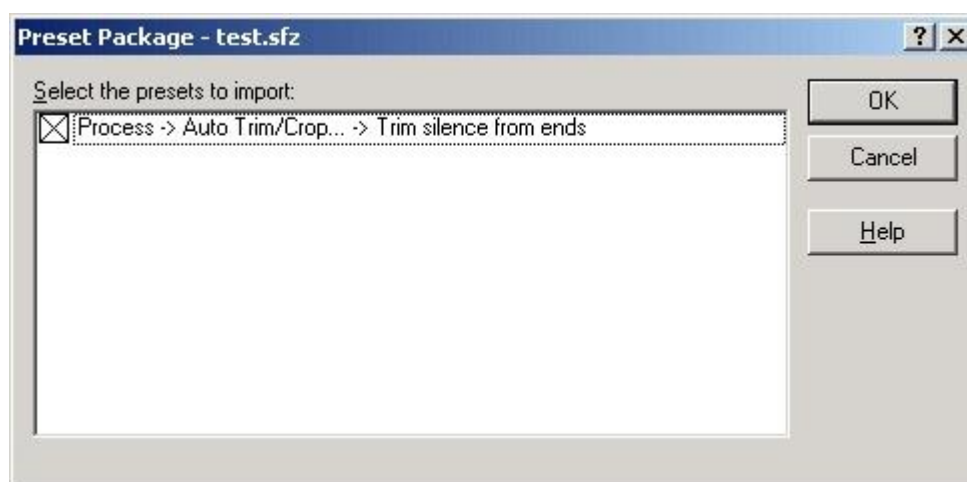 Preset Package - test.sfz
Select the presets to import:
Process -> Auto Trim/Crop... -> Trim silence from ends
OK
Cancel
Help